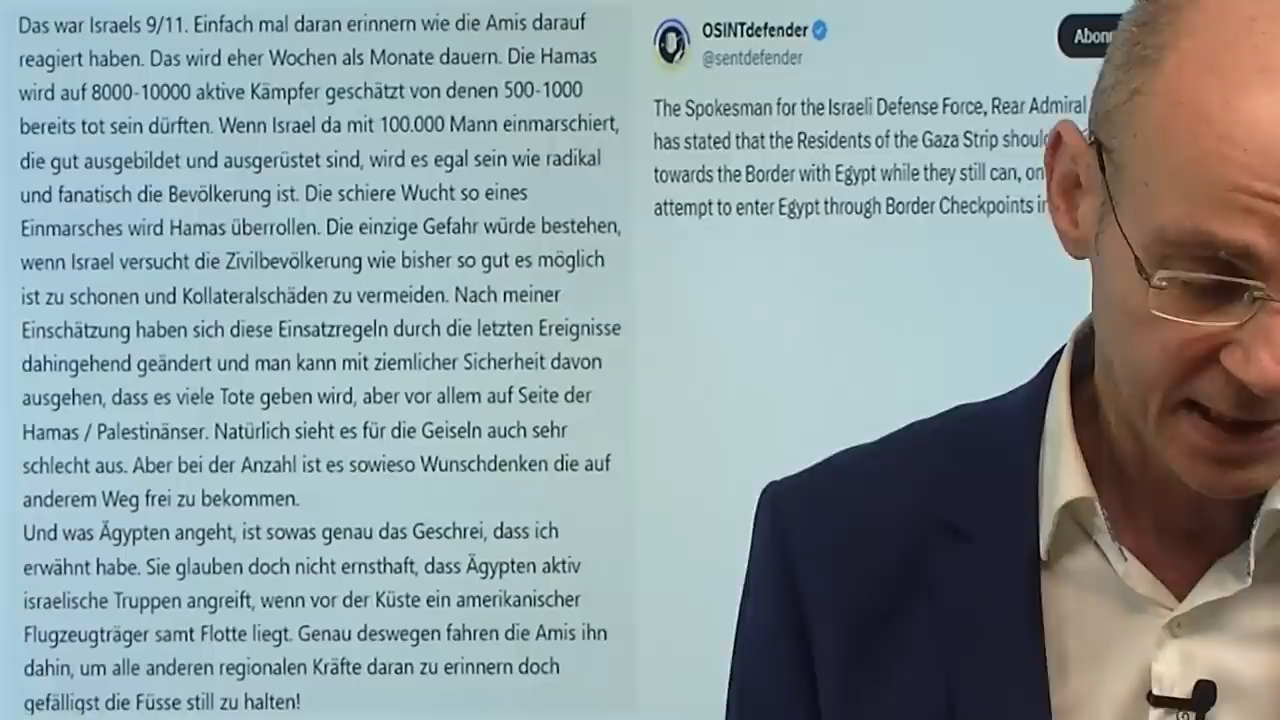 Das war Israels 9/11. Einfach mal daran erinnern wie die Amis darauf
reagiert haben. Das wird eher Wochen als Monate dauern. Die Hamas
wird auf 8000-10000 aktive Kämpfer geschätzt von denen 500-1000
bereits tot sein dürften. Wenn Israel da mit 100.000 Mann einmarschiert,
die gut ausgebildet und ausgerüstet sind, wird es egal sein wie radikal
und fanatisch die Bevölkerung ist. Die schiere Wucht so eines
Einmarsches wird Hamas überrollen. Die einzige Gefahr würde bestehen,
wenn Israel versucht die Zivilbevölkerung wie bisher so gut es möglich
ist zu schonen und Kollateralschäden zu vermeiden. Nach meiner
Einschätzung haben sich diese Einsatzregeln durch die letzten Ereignisse
dahingehend geändert und man kann mit ziemlicher Sicherheit davon
ausgehen, dass es viele Tote geben wird, aber vor allem auf Seite der
Hamas / Palestinänser. Natürlich sieht es für die Geiseln auch sehr
schlecht aus. Aber bei der Anzahl ist es sowieso Wunschdenken die auf
anderem Weg frei zu bekommen.
Und was Ägypten angeht, ist sowas genau das Geschrei, dass ich
erwähnt habe. Sie glauben doch nicht ernsthaft, dass Ägypten aktiv
israelische Truppen angreift, wenn vor der Küste ein amerikanischer
Flugzeugträger samt Flotte liegt. Genau deswegen fahren die Amis ihn
dahin, um alle anderen regionalen Kräfte daran zu erinnern doch
gefälligst die Füsse still zu halten!
OSINTdefender
@sentdefender
The Spokesman for the Israeli Defense Force, Rear Admiral
has stated that the Residents of the Gaza Strip
towards the Border with Egypt while they still can,
attempt to enter Egypt through Border Checkpoints